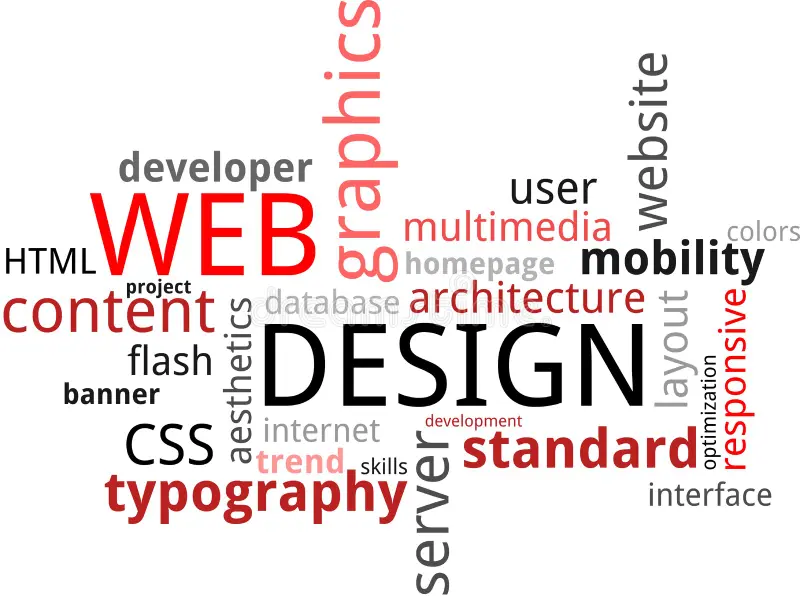 graphics
website
developer
user
WEB
multimedia
colors
HTML
homepage
mobility
project
content
database
architecture
aesthetics
layout
responsive
flash
DESIGN
banner
optimization
development
CSS
internet
standard
server
trend
skills
typography
interface